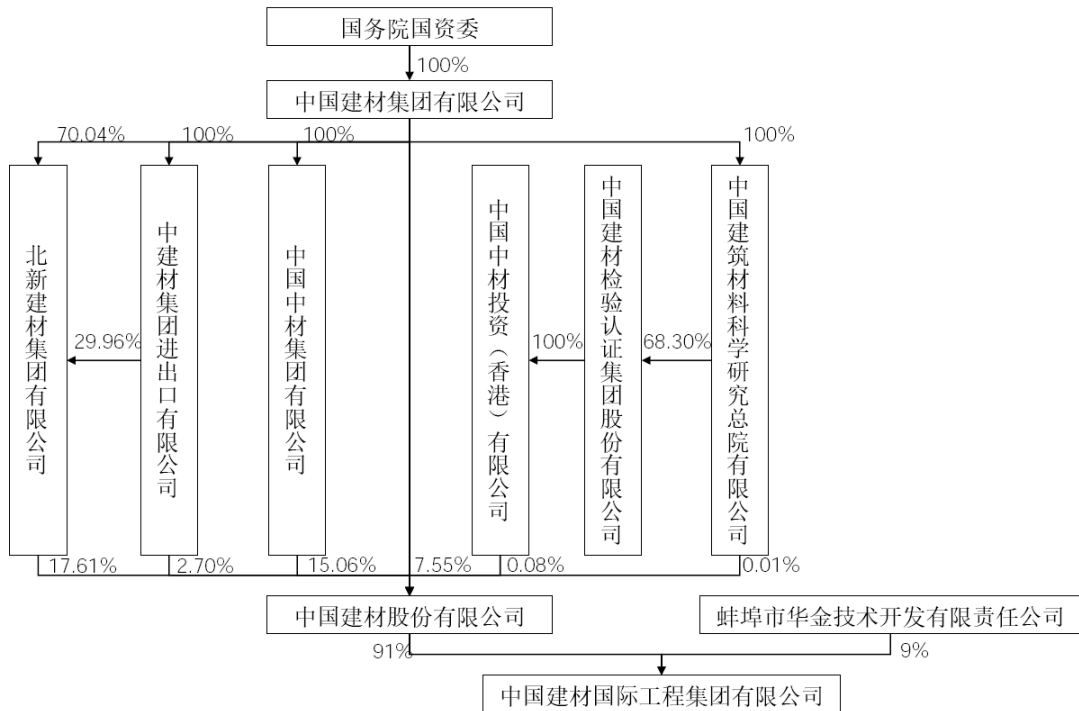 国务院国资委
100%
中国建材集团有限公司
70.04%
100%
100%
100%
北新建材集团有限公司
中建材集团进出口有限公司
中国中材集团有限公司
中国中材投资（香港）有限公司
中国建材检验认证集团股份有限公司
中国建筑材料科学研究总院有限公司
29.96%
100%
68.30%
17.61%
2.70%
15.06%
7.55%
0.08%
0.01%
中国建材股份有限公司
蚌埠市华金技术开发有限责任公司
91%
9%
中国建材国际工程集团有限公司